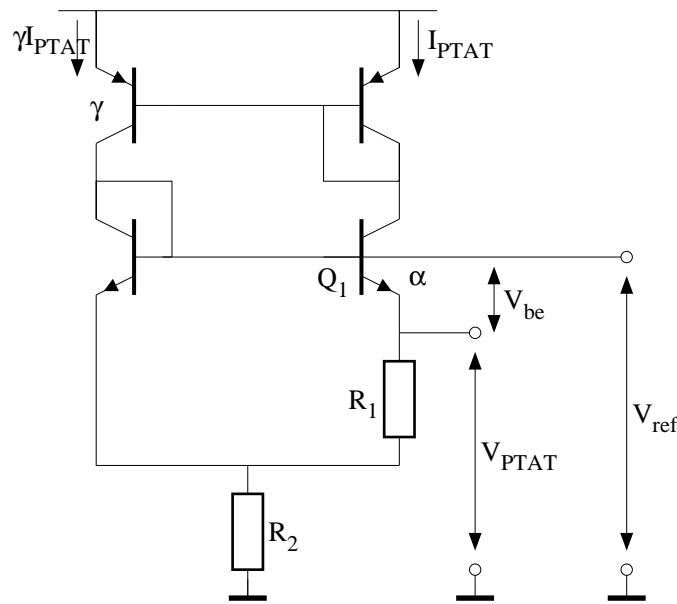 γI_PTAT
I_PTAT
γ
Q_1
α
V_be
R_1
V_PTAT
V_ref
R_2